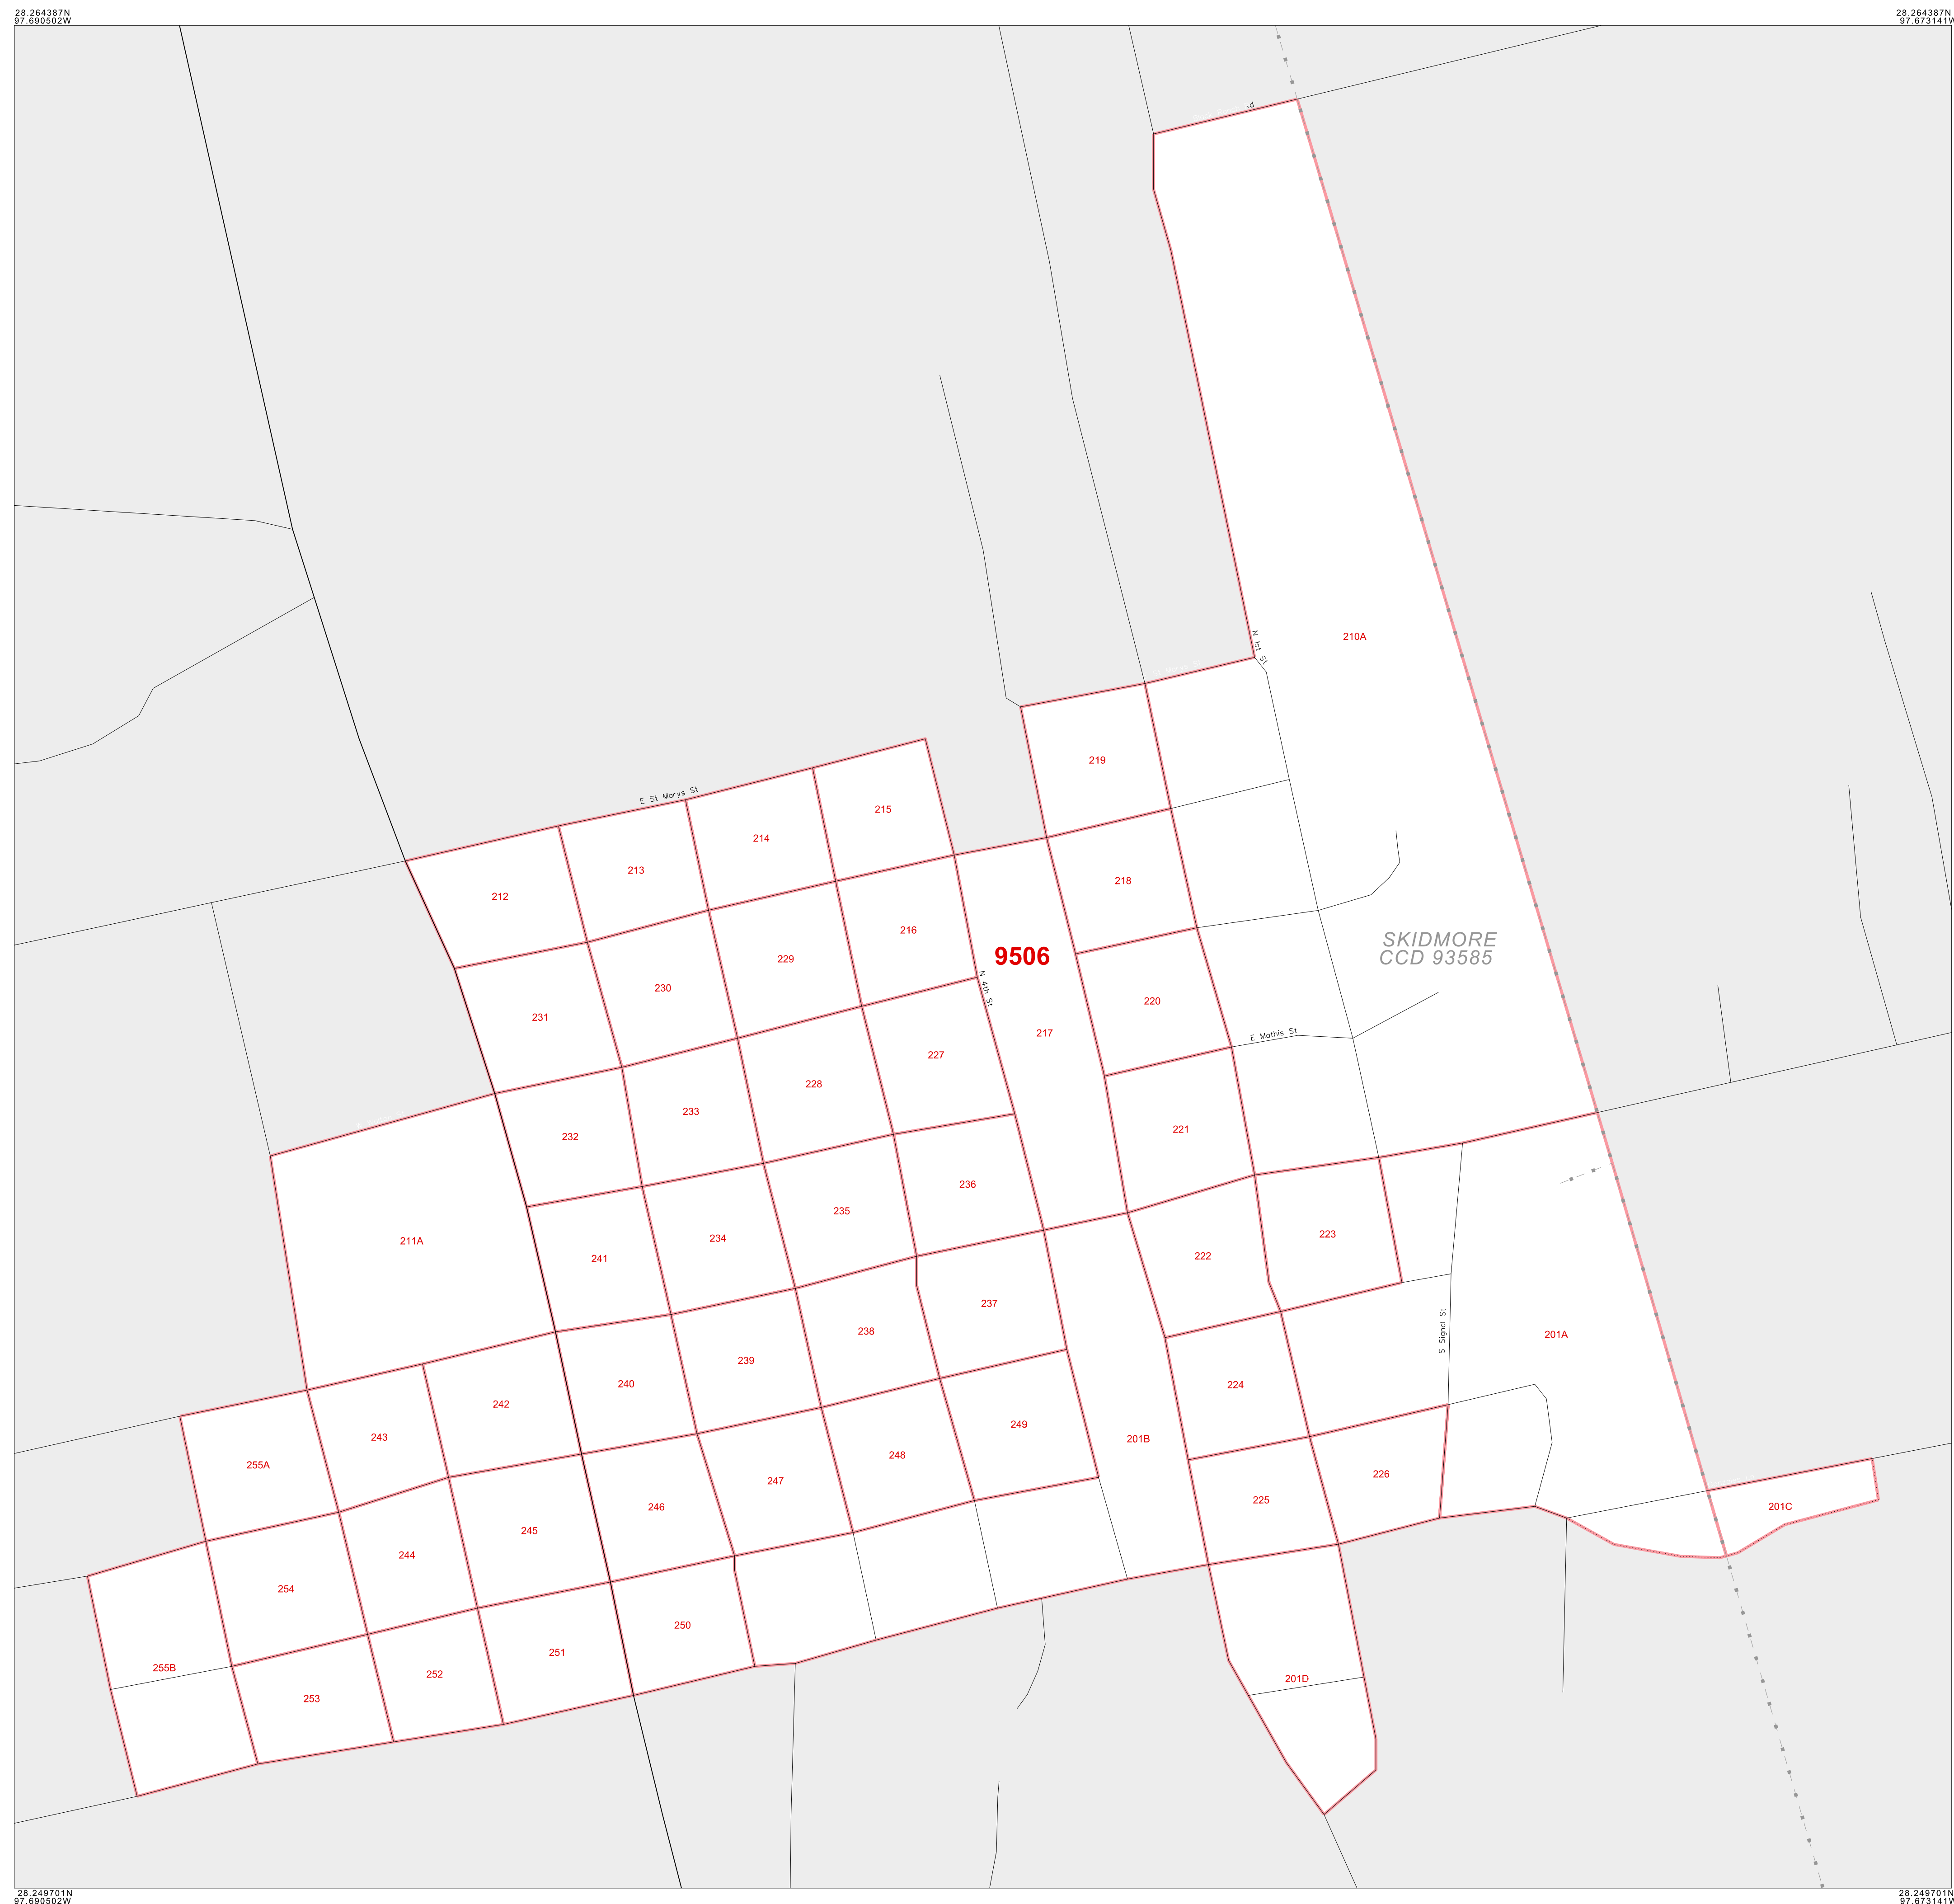 28.264387N
97.690502W
28.264387N
97.673141W
d
N 1st St
210A
219
E St Marys St
215
214
213
212
218
216
229
230
231
9506
SKIDMORE
CCD 93585
N 4th St
220
217
E Mathis St
227
228
233
232
221
236
235
234
241
211A
222
223
S Signal St
201A
237
238
239
240
242
243
224
249
248
247
246
201B
255A
226
225
201C
245
244
254
250
251
252
253
255B
201D
28.249701N
97.690502W
28.249701N
97.673141W